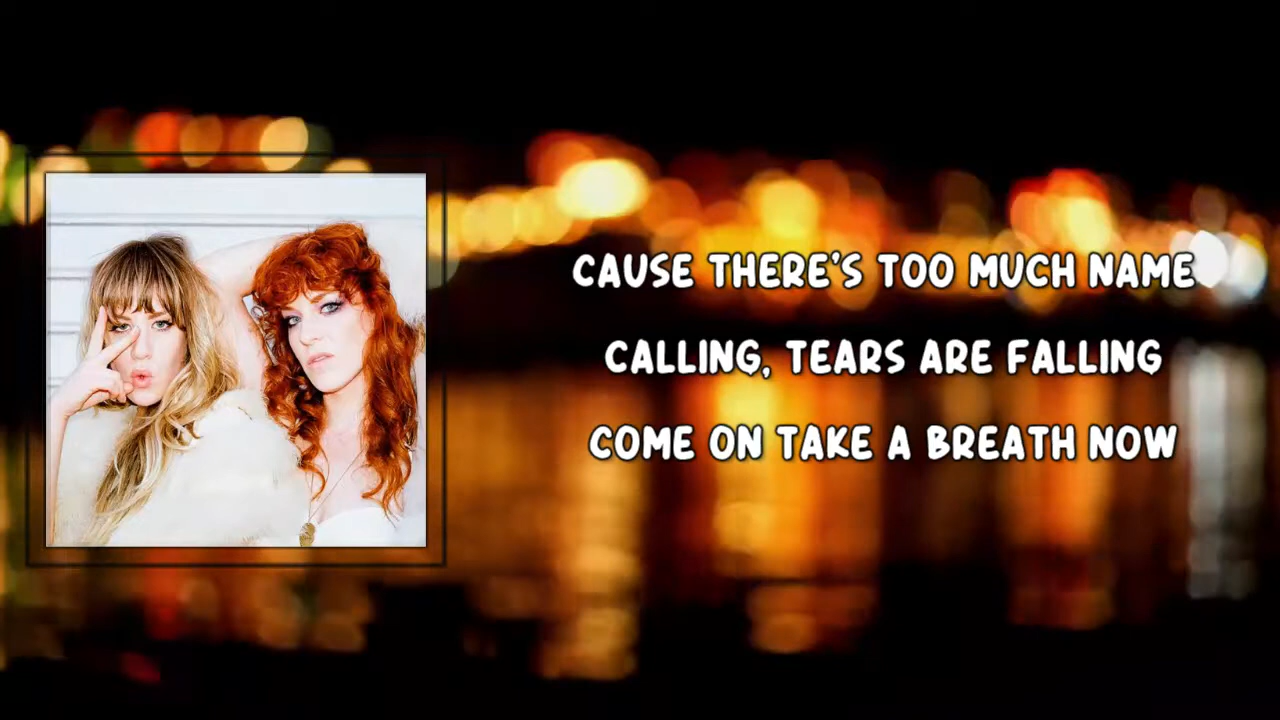 CAUSE THERE'S TOO MUCH NAME
CALLING, TEARS ARE FALLING
COME ON TAKE A BREATH NOW